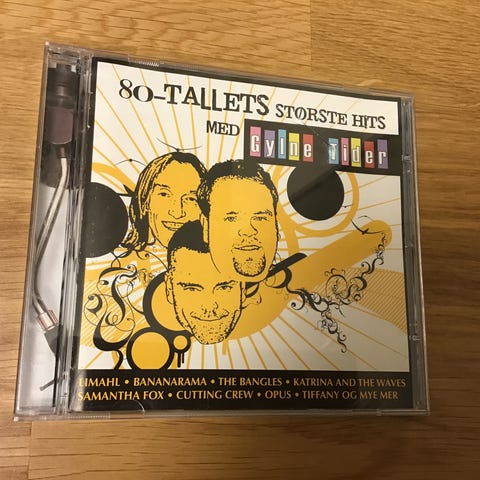 80-TALLETS STØRSTE HITS
MED Gylne Tider
LIMAHL • BANANARAMA • THE BANGLES • KATRINA AND THE WAVES
SAMANTHA FOX • CUTTING CREW • OPUS • TIFFANY OG MYE MER